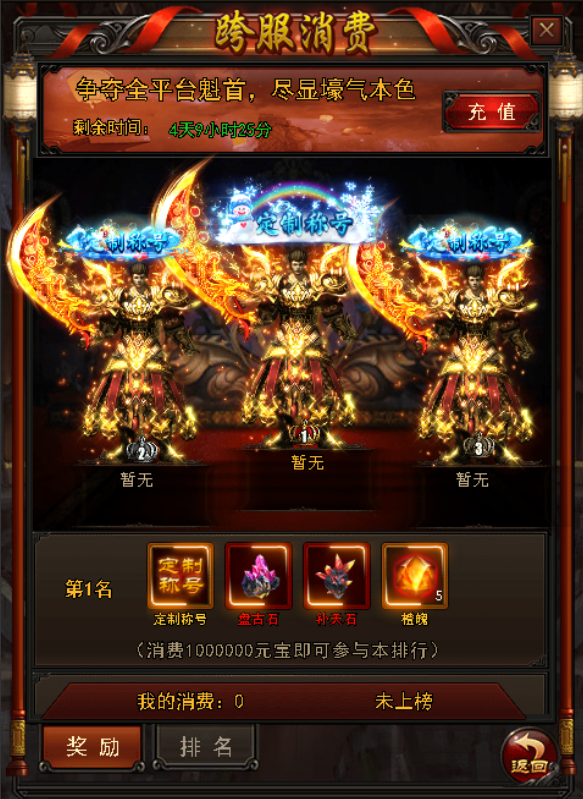 跨服消费
争夺全平台魁首，尽显壕气本色
剩余时间： 4天9小时25分
充值
定制称号
定制称号
定制称号
2
1
3
暂无
暂无
暂无
第1名
定制称号
5
定制称号
盘古石
补天石
橙魄
（消费1000000元宝即可参与本排行）
我的消费：0
未上榜
奖励
排名
返回